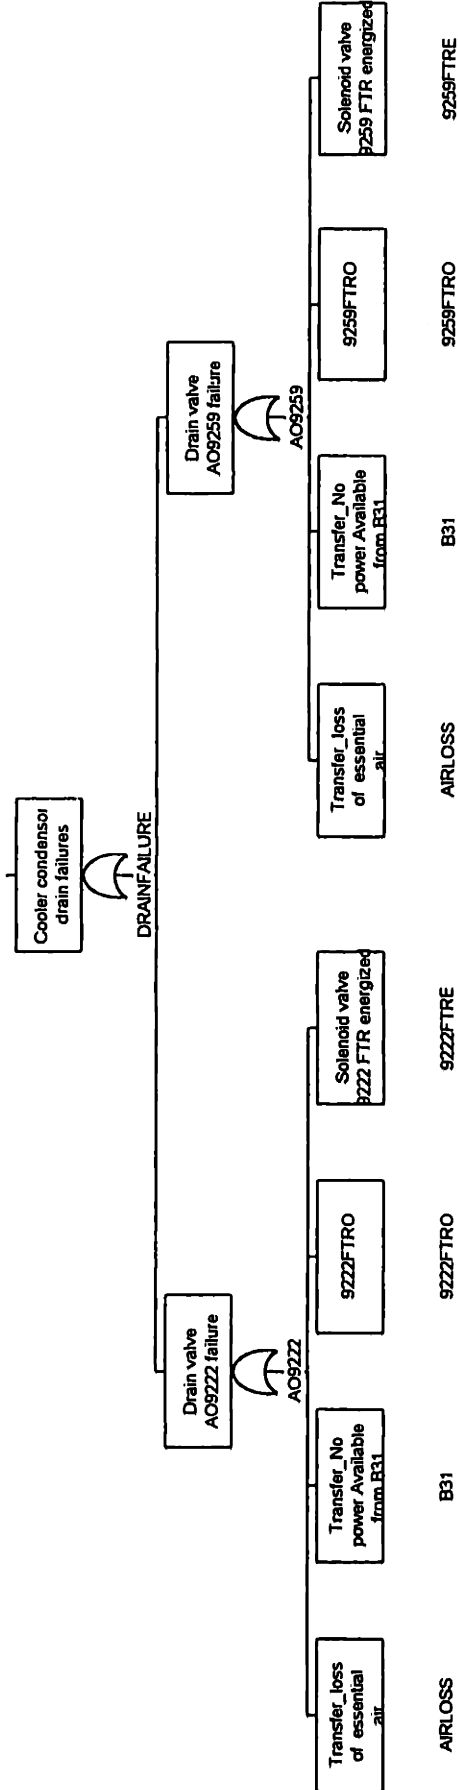 Cooler condensor
drain failures
DRAINFAILURE
Drain valve
AO9222 failure
AO9222
Drain valve
AO9259 failure
AO9259
Transfer_loss
of essential
air
AIRLOSS
Transfer_No
power Available
from B31
B31
9222FTRO
9222FTRO
Solenoid valve
9222 FTR energized
9222FTRE
Transfer_loss
of essential
air
AIRLOSS
Transfer_No
power Available
from B31
B31
9259FTRO
9259FTRO
Solenoid valve
9259 FTR energized
9259FTRE